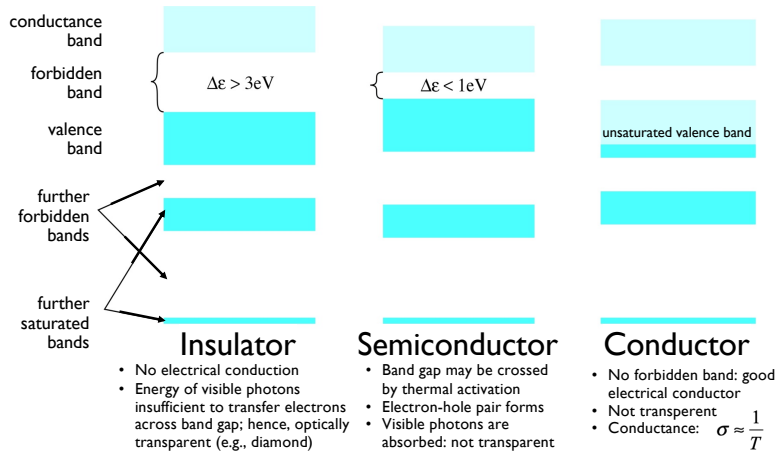 conductance
band
forbidden
band
Δε > 3eV
Δε < 1eV
valence
band
unsaturated valence band
further
forbidden
bands
further
saturated
bands
Insulator
• No electrical conduction
• Energy of visible photons
insufficient to transfer electrons
across band gap; hence, optically
transparent (e.g., diamond)
Semiconductor
• Band gap may be crossed
by thermal activation
• Electron-hole pair forms
• Visible photons are
absorbed: not transparent
Conductor
• No forbidden band: good
electrical conductor
• Not transperent
• Conductance: σ ≈ 1/T